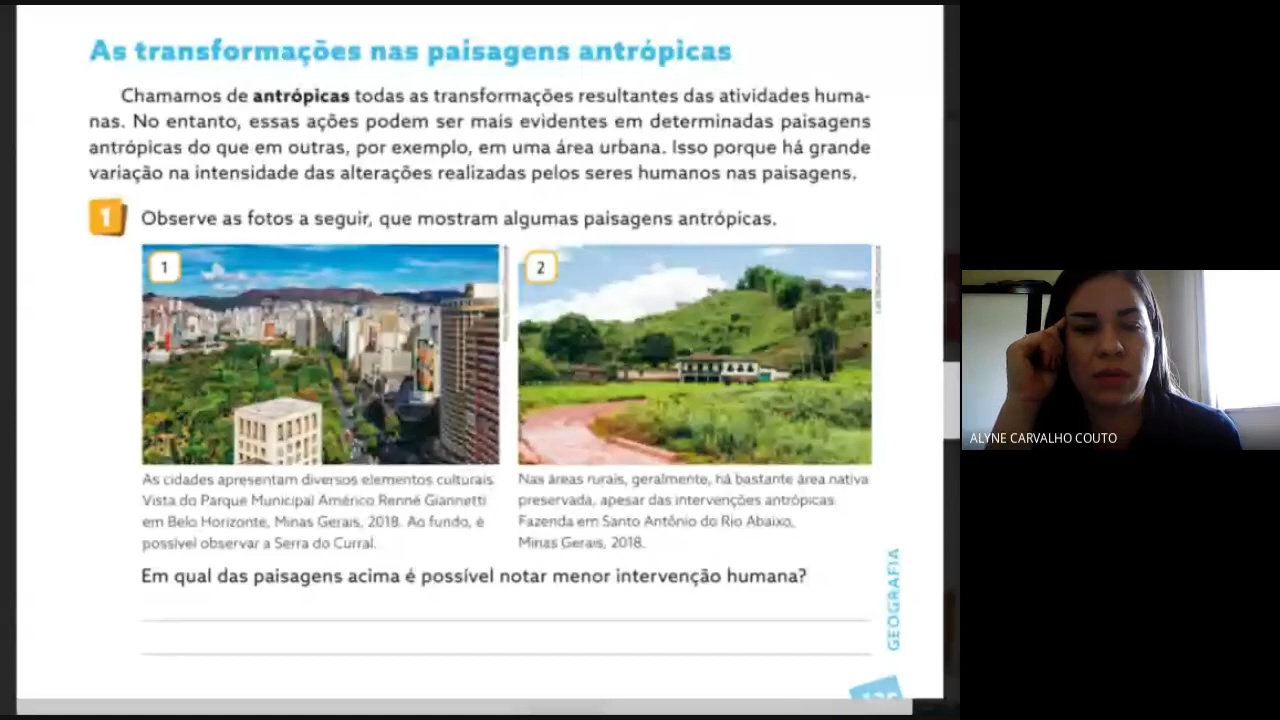 As transformações nas paisagens antrópicas
Chamamos de antrópicas todas as transformações resultantes das atividades huma-
nas. No entanto, essas ações podem ser mais evidentes em determinadas paisagens
antrópicas do que em outras, por exemplo, em uma área urbana. Isso porque há grande
variação na intensidade das alterações realizadas pelos seres humanos nas paisagens.
1 Observe as fotos a seguir, que mostram algumas paisagens antrópicas.
1
As cidades apresentam diversos elementos culturais
Vista do Parque Municipal Américo Renné Giannetti
em Belo Horizonte, Minas Gerais, 2018. Ao fundo, é
possível observar a Serra do Curral.
2
Nas áreas rurais, geralmente, há bastante área nativa
preservada, apesar das intervenções antrópicas
Fazenda em Santo Antônio do Rio Abaixo,
Minas Gerais, 2018.
Em qual das paisagens acima é possível notar menor intervenção humana?
GEOGRAFIA
ALYNE CARVALHO COUTO